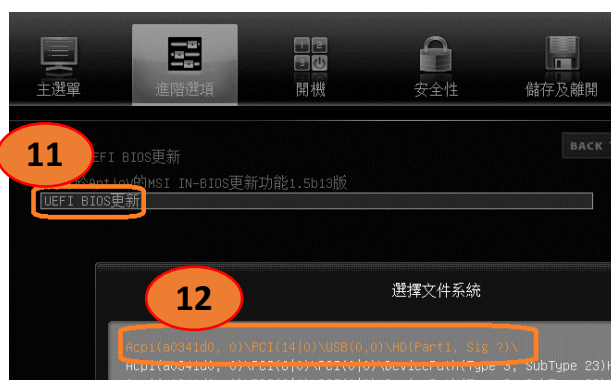 主選單
進階選項
開機
安全性
儲存及離開
BACK
11
EFI BIOS更新
的MSI IN-BIOS更新功能1.5b13版
UEFI BIOS更新
12
選擇文件系統
Acpi(a0341d0, 0)\PCI(14|0)\USB(0,0)\HD(Part1, Sig ?)\